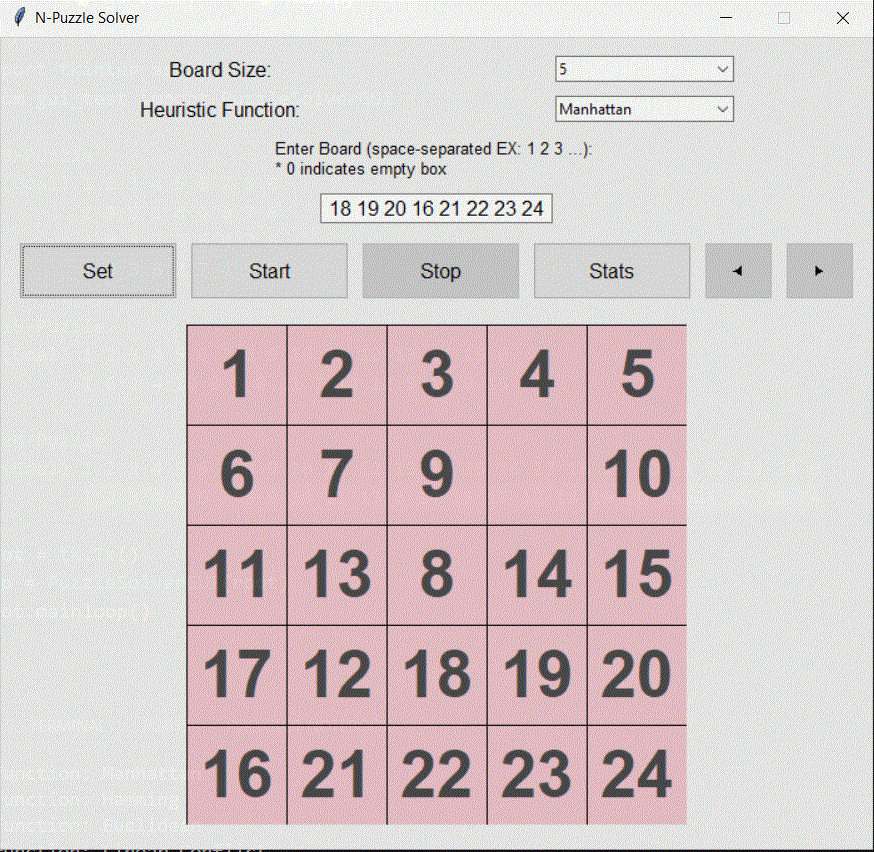 N-Puzzle Solver
Board Size: 5
Heuristic Function: Manhattan
Enter Board (space-separated EX: 1 2 3 ...):
* 0 indicates empty box
18 19 20 16 21 22 23 24
Set Start Stop Stats
1 2 3 4 5
6 7 9 10
11 13 8 14 15
17 12 18 19 20
16 21 22 23 24